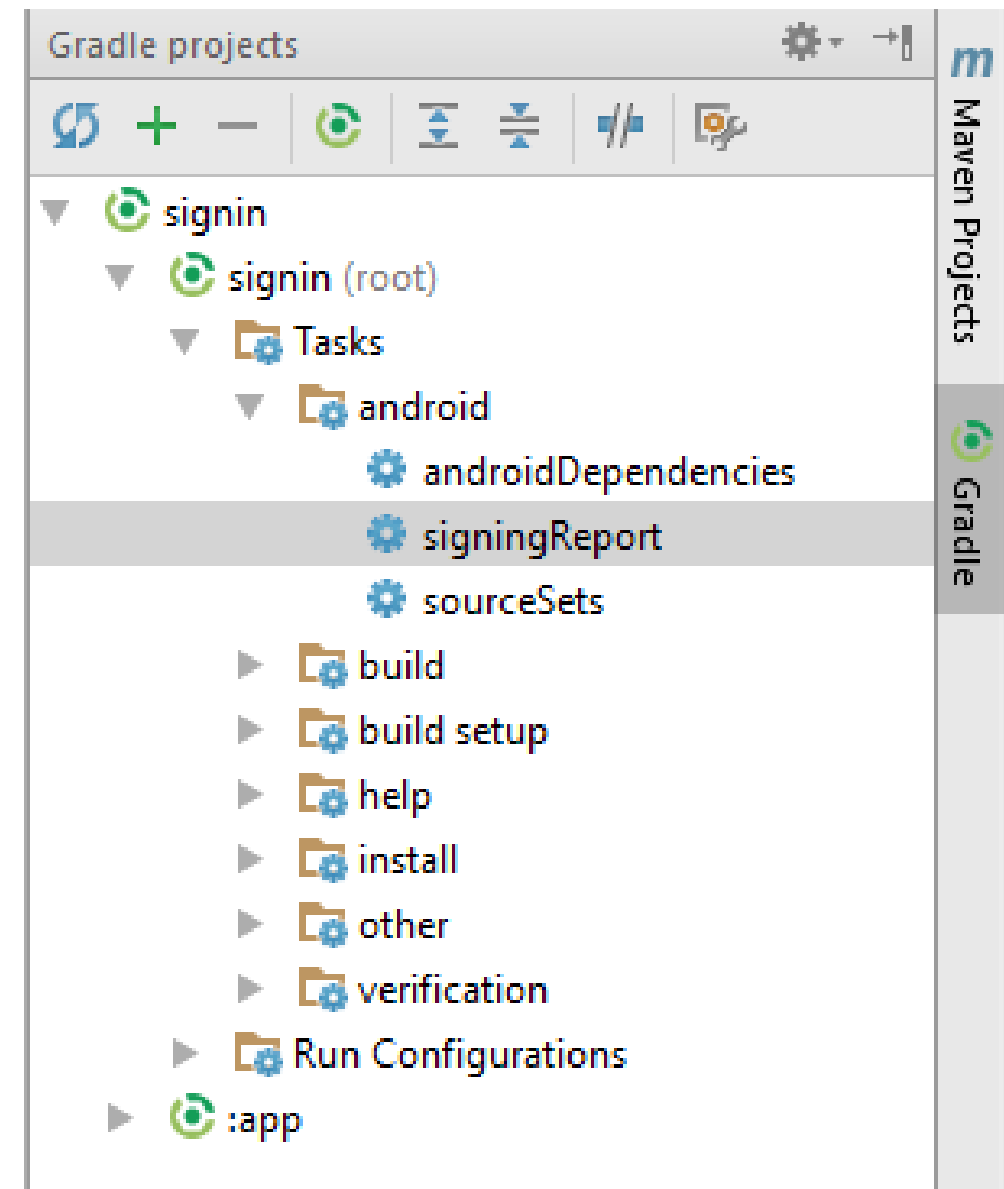 Gradle projects
signin
signin (root)
Tasks
android
androidDependencies
signingReport
sourceSets
build
build setup
help
install
other
verification
Run Configurations
:app
m Maven Projects
Gradle